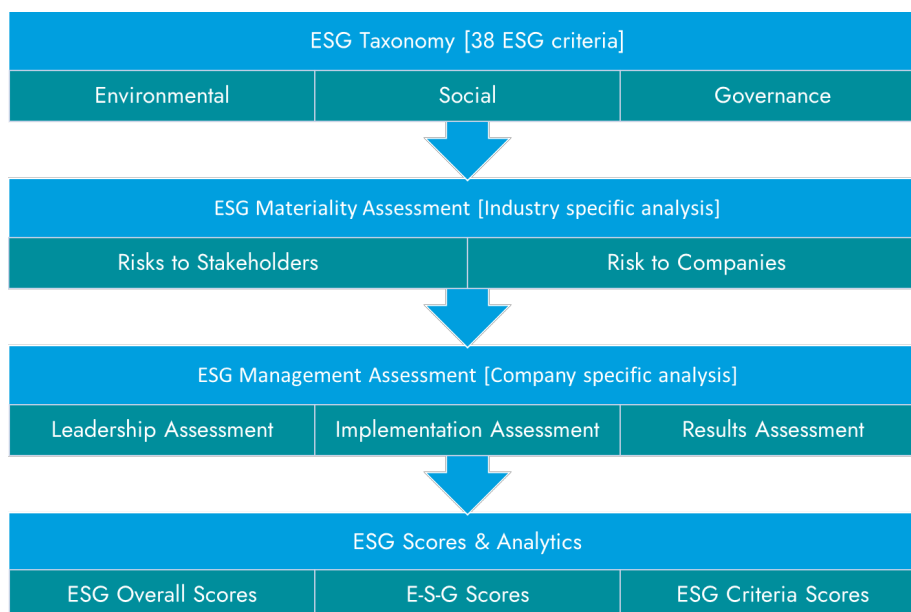 ESG Taxonomy [38 ESG criteria]
Environmental
Social
Governance
ESG Materiality Assessment [Industry specific analysis]
Risks to Stakeholders
Risk to Companies
ESG Management Assessment [Company specific analysis]
Leadership Assessment
Implementation Assessment
Results Assessment
ESG Scores & Analytics
ESG Overall Scores
E-S-G Scores
ESG Criteria Scores